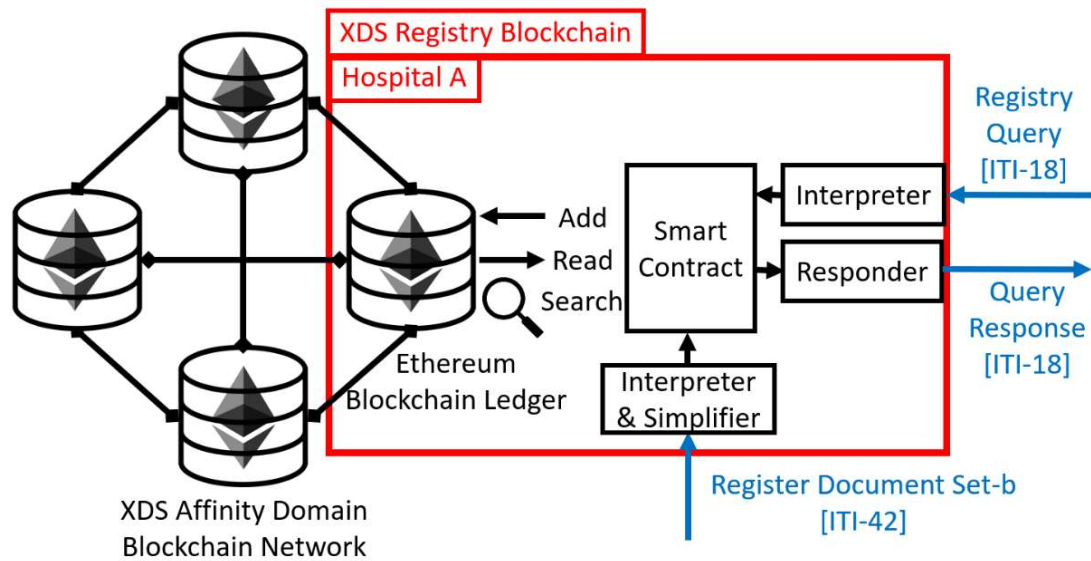 XDS Registry Blockchain
Hospital A
Registry
Query
[ITI-18]
Interpreter
Add
Smart
Contract
Read
Responder
Search
Query
Response
[ITI-18]
Ethereum
Blockchain Ledger
Interpreter
& Simplifier
Register Document Set-b
[ITI-42]
XDS Affinity Domain
Blockchain Network